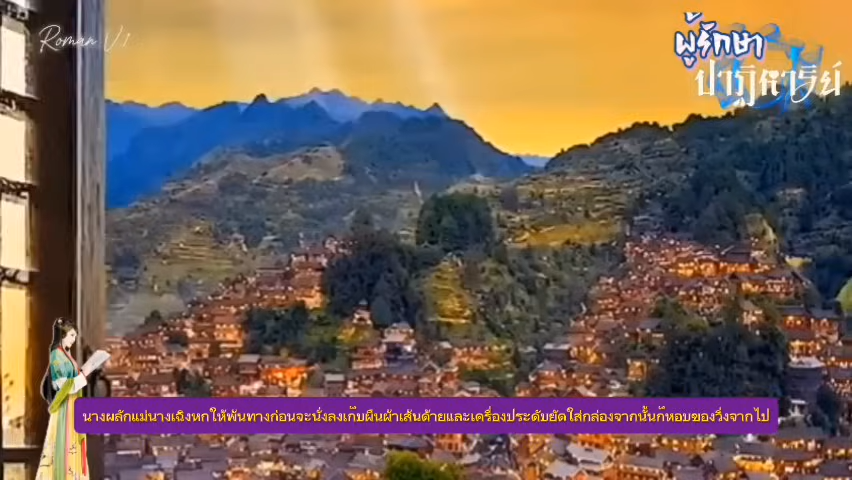 Roman V.1
ผู้รักษา
ปาฏิหาริย์
นางผลักแม่นางเฉิงหกให้พ้นทางก่อนจะนั่งลงเก็บผืนผ้าเส้นด้ายและเครื่องประดับยัดใส่กล่องจากนั้นก็หอบของวิ่งจากไป